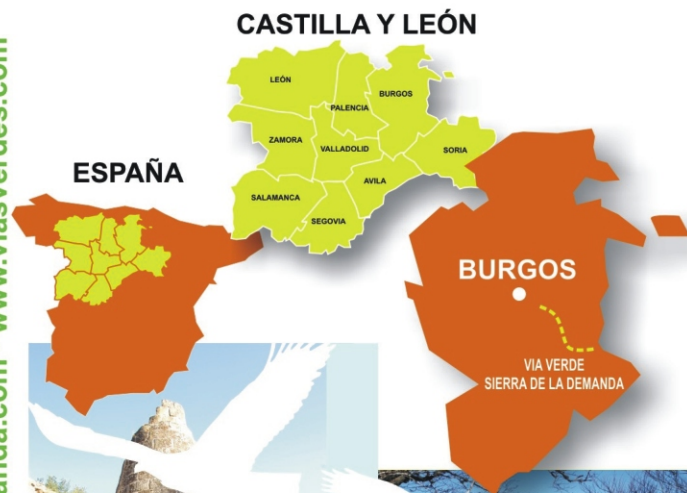 CASTILLA Y LEÓN
LEÓN
PALENCIA
BURGOS
ZAMORA
VALLADOLID
SORIA
SALAMANCA
AVILA
SEGOVIA
ESPAÑA
BURGOS
VIA VERDE
SIERRA DE LA DEMANDA
www.viasverdes.com